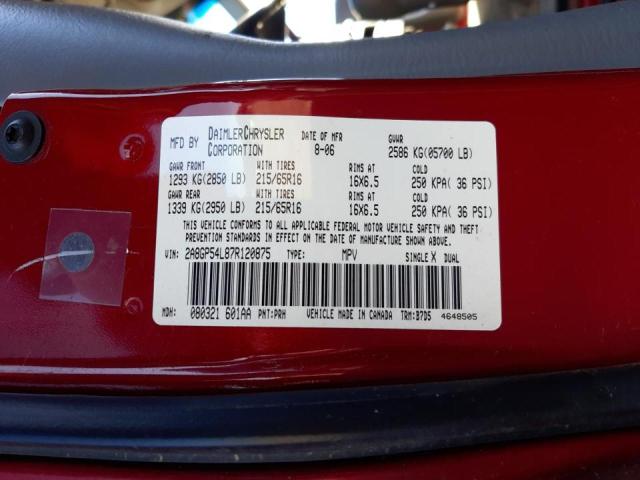 MFD BY DAIMLERCHRYSLER CORPORATION DATE OF MFR 8-06 GVWR 2586 KG(05700 LB)
GAWR FRONT WITH TIRES RIMS AT COLD
1293 KG(2850 LB) 215/65R16 16X6.5 250 KPA( 36 PSI)
GAWR REAR WITH TIRES RIMS AT COLD
1339 KG(2950 LB) 215/65R16 16X6.5 250 KPA( 36 PSI)
THIS VEHICLE CONFORMS TO ALL APPLICABLE FEDERAL MOTOR VEHICLE SAFETY AND THEFT
PREVENTION STANDARDS IN EFFECT ON THE DATE OF MANUFACTURE SHOWN ABOVE.
VIN: 2A8GP54L87R120875 TYPE: MPV SINGLE X DUAL
MDH: 080321 601AA PNT:PRH VEHICLE MADE IN CANADA TRM:B7D5 4648505